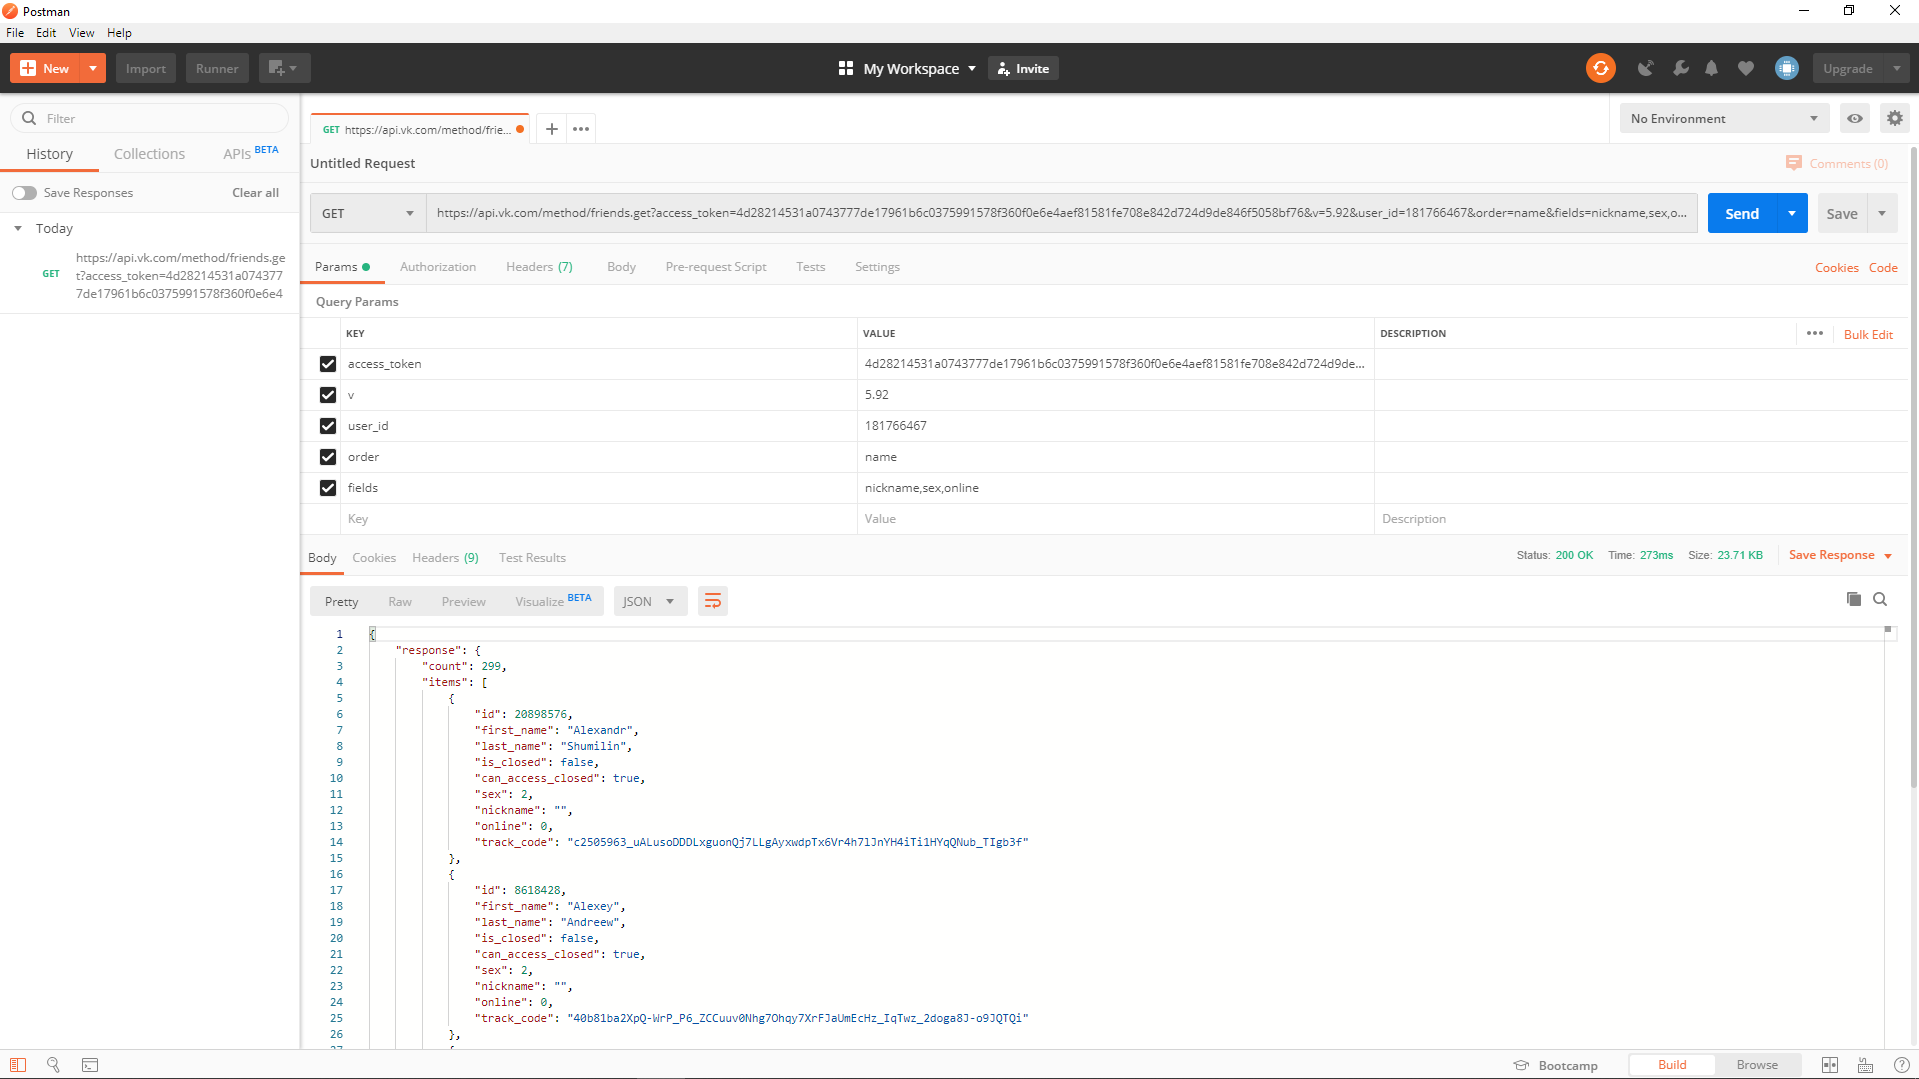 Postman
File Edit View Help
New Import Runner My Workspace Invite Upgrade
Filter
History Collections APIs BETA
Save Responses Clear all
Today
GET https://api.vk.com/method/friends.ge
t?access_token=4d28214531a074377
7de17961b6c0375991578f360f0e6e4
GET https://api.vk.com/method/frie...
No Environment
Untitled Request
Comments (0)
GET https://api.vk.com/method/friends.get?access_token=4d28214531a0743777de17961b6c0375991578f360f0e6e4aef81581fe708e842d724d9de846f5058bf76&v=5.92&user_id=181766467&order=name&fields=nickname,sex,o... Send Save
Params Authorization Headers (7) Body Pre-request Script Tests Settings Cookies Code
Query Params
KEY VALUE DESCRIPTION Bulk Edit
access_token 4d28214531a0743777de17961b6c0375991578f360f0e6e4aef81581fe708e842d724d9de...
v 5.92
user_id 181766467
order name
fields nickname,sex,online
Key Value Description
Body Cookies Headers (9) Test Results Status: 200 OK Time: 273ms Size: 23.71 KB Save Response
Pretty Raw Preview Visualize BETA JSON
1 {
2 "response": {
3 "count": 299,
4 "items": [
5 {
6 "id": 20898576,
7 "first_name": "Alexandr",
8 "last_name": "Shumilin",
9 "is_closed": false,
10 "can_access_closed": true,
11 "sex": 2,
12 "nickname": "",
13 "online": 0,
14 "track_code": "c2505963_uALusoDDDLxguonQj7LLgAyxwdpTx6Vr4h7lJnYH4iTi1HYqQNub_TIgb3f"
15 },
16 {
17 "id": 8618428,
18 "first_name": "Alexey",
19 "last_name": "Andreew",
20 "is_closed": false,
21 "can_access_closed": true,
22 "sex": 2,
23 "nickname": "",
24 "online": 0,
25 "track_code": "40b81ba2XpQ-WrP_P6_ZCCuuv0Nhg7Ohqy7XrFJaUmEcHz_IqTwz_2doga8J-o9JQTQi"
26 },
27 {
Bootcamp Build Browse